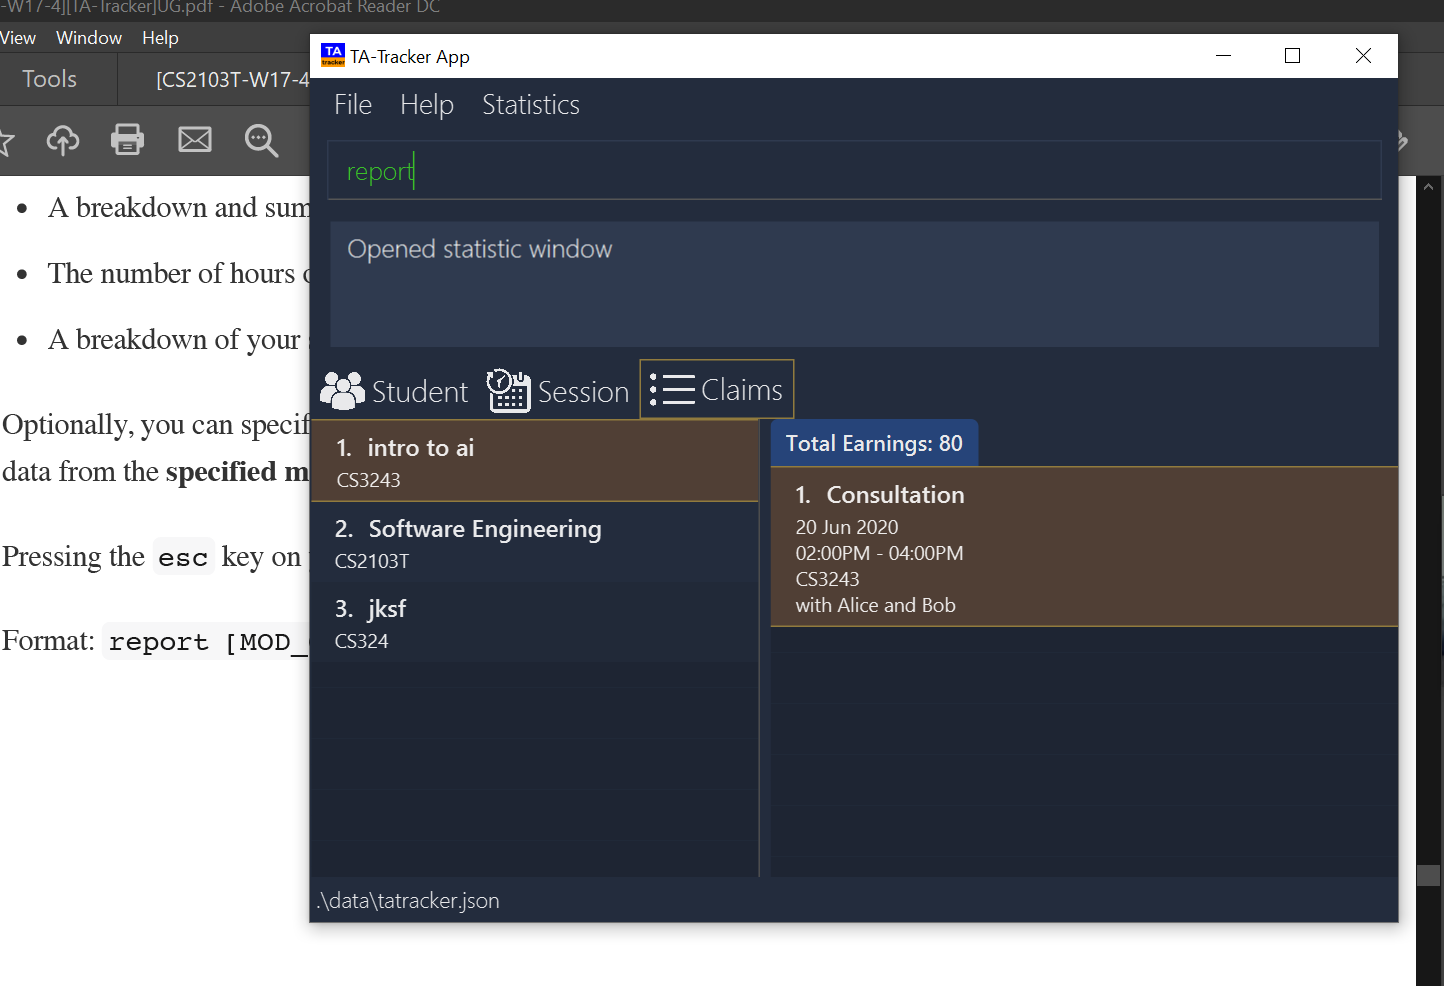 -W17-4][TA-Tracker]UG.pdf - Adobe Acrobat Reader DC
View Window Help
Tools [CS2103T-W17-4
TA tracker TA-Tracker App
File Help Statistics
report
Opened statistic window
Student Session Claims
1. intro to ai
CS3243
2. Software Engineering
CS2103T
3. jksf
CS324
Total Earnings: 80
1. Consultation
20 Jun 2020
02:00PM - 04:00PM
CS3243
with Alice and Bob
.\data\tatracker.json
• A breakdown and sum
• The number of hours
• A breakdown of your
Optionally, you can specif
data from the specified m
Pressing the esc key on
Format: report [MOD_